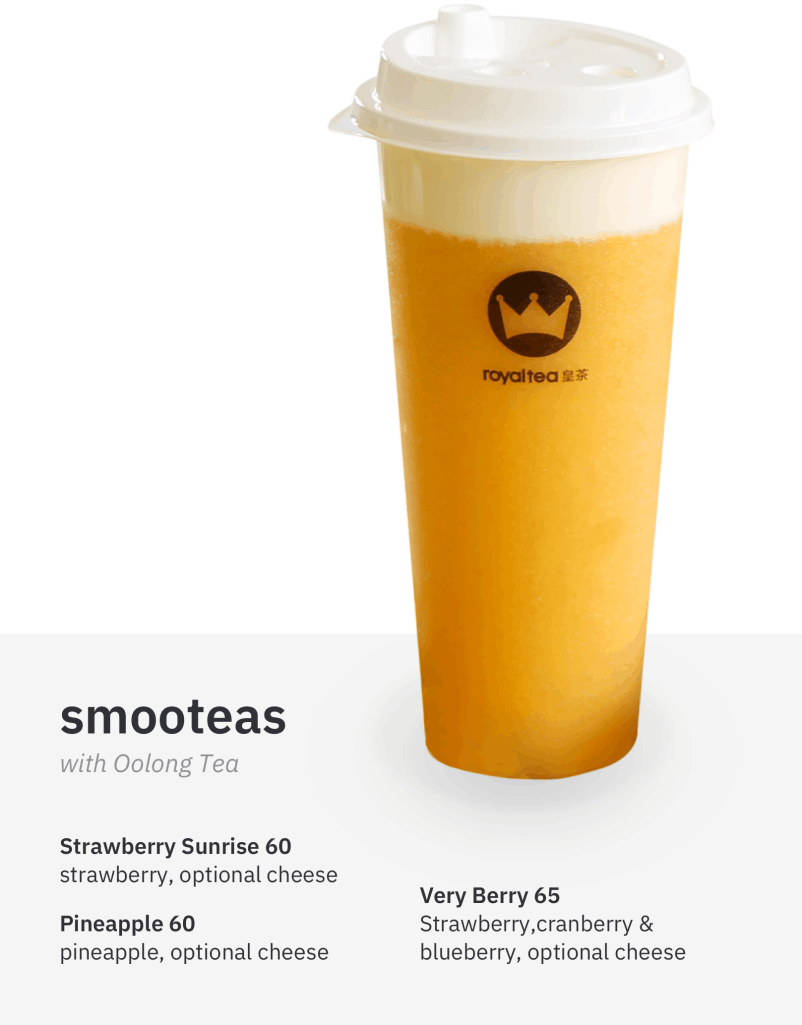 royaltea 皇茶
smooteas
with Oolong Tea
Strawberry Sunrise 60
strawberry, optional cheese
Pineapple 60
pineapple, optional cheese
Very Berry 65
Strawberry,cranberry &
blueberry, optional cheese